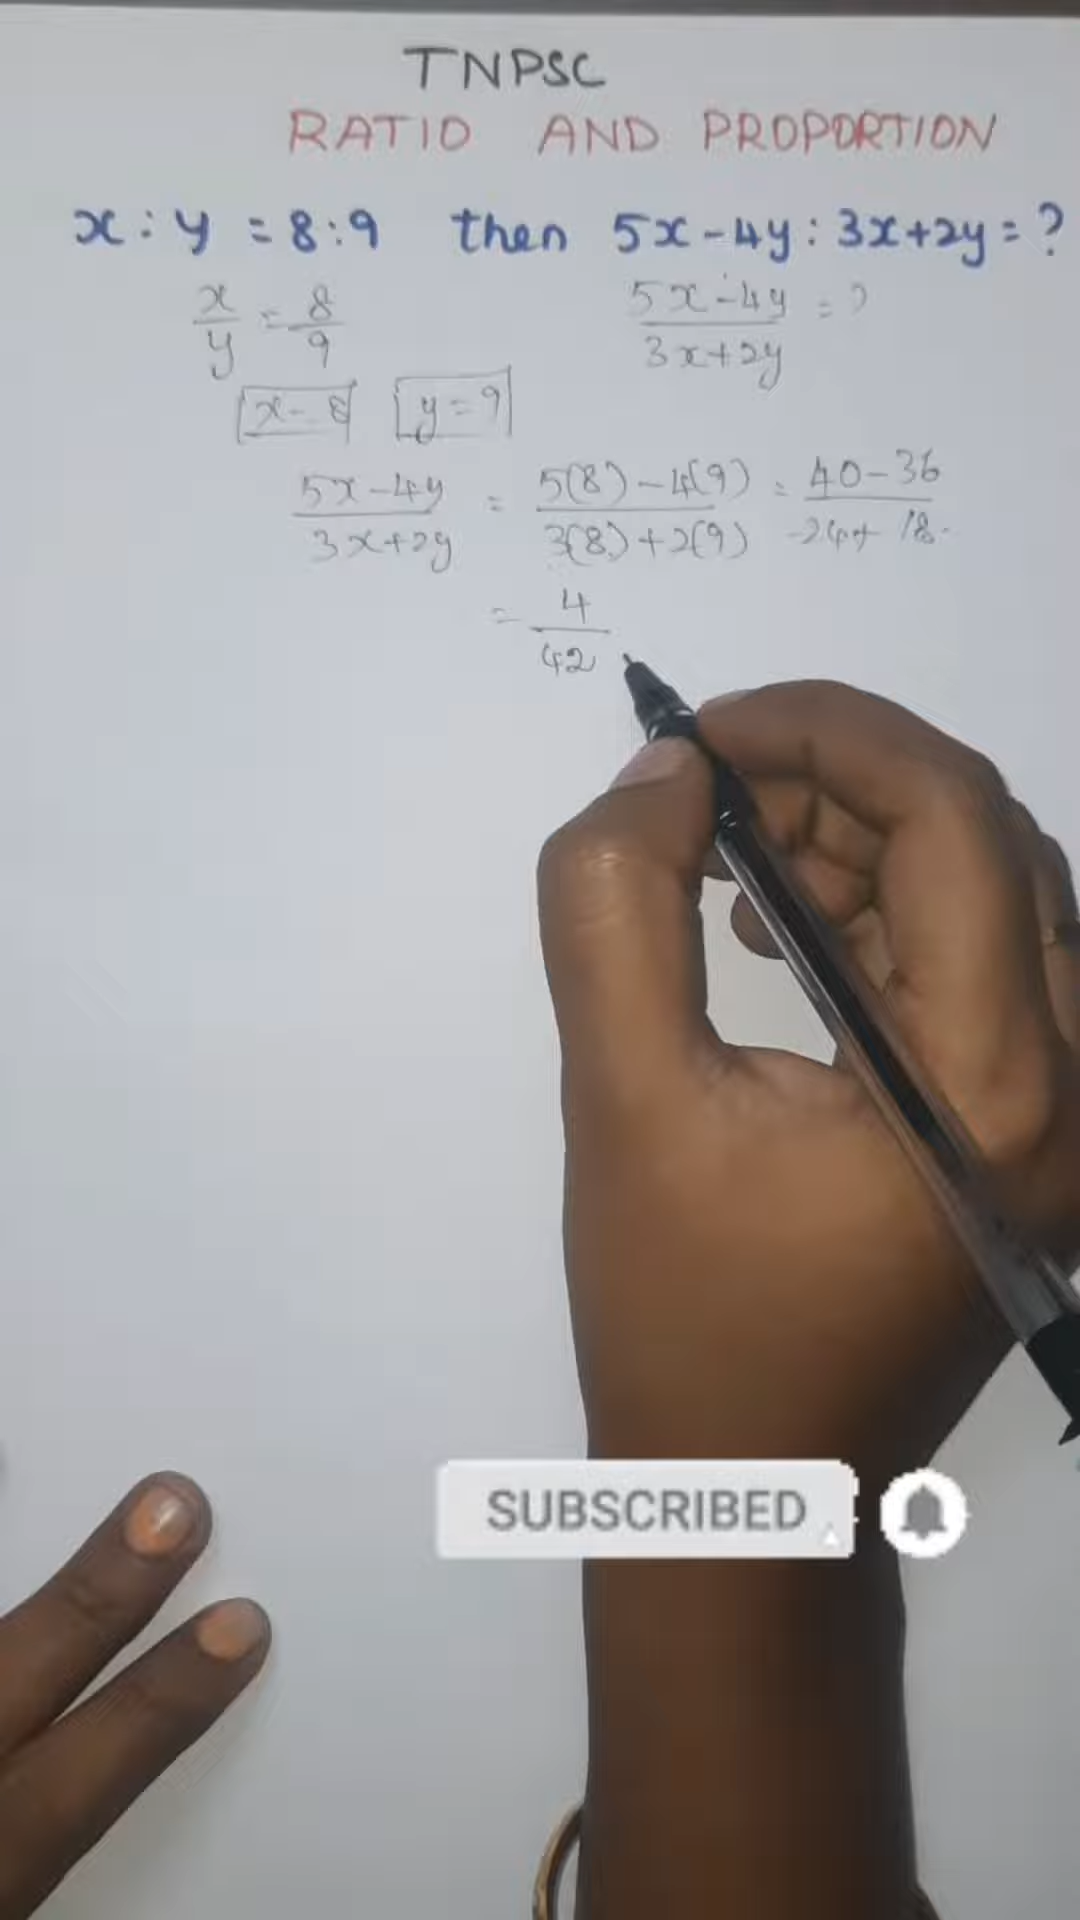 TNPSC
RATIO AND PROPORTION
x : y = 8 : 9 then 5x - 4y : 3x + 2y = ?
x/y = 8/9 (5x - 4y)/(3x + 2y) = ?
x = 8 y = 9
(5x - 4y)/(3x + 2y) = (5(8) - 4(9))/(3(8) + 2(9)) = (40 - 36)/(24 + 18)
= 4/42
SUBSCRIBED